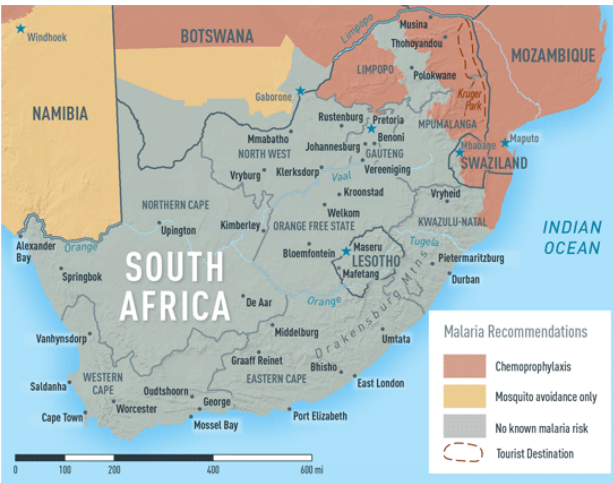 Windhoek
BOTSWANA
Limpopo
Musina
Thohoyandou
MOZAMBIQUE
LIMPOPO
Polokwane
NAMIBIA
Gaborone
Kruger
Park
Rustenburg
Pretoria
MPUMALANGA
Benoni
Mmabatho
Johannesburg
GAUTENG
Mbabane
Maputo
NORTH WEST
Klerksdorp
Vereeniging
SWAZILAND
Vryburg
Vaal
Kroonstad
Vryheid
NORTHERN CAPE
Welkom
KWAZULU-NATAL
Upington
Kimberley
ORANGE FREE STATE
INDIAN
OCEAN
Alexander
Bay
Orange
Maseru
Tugela
Bloemfontein
LESOTHO
Pietermaritzburg
Springbok
SOUTH
AFRICA
Mafetang
Durban
De Aar
Orange
Drakensburg Mtns
Vanhynsdorp
Middelburg
Umtata
Graaff Reinet
Saldanha
WESTERN
CAPE
Oudtshoorn
EASTERN CAPE
Bhisho
East London
Cape Town
Worcester
George
Mossel Bay
Port Elizabeth
Malaria Recommendations
Chemoprophylaxis
Mosquito avoidance only
No known malaria risk
Tourist Destination
0 100 200 400 600 mi